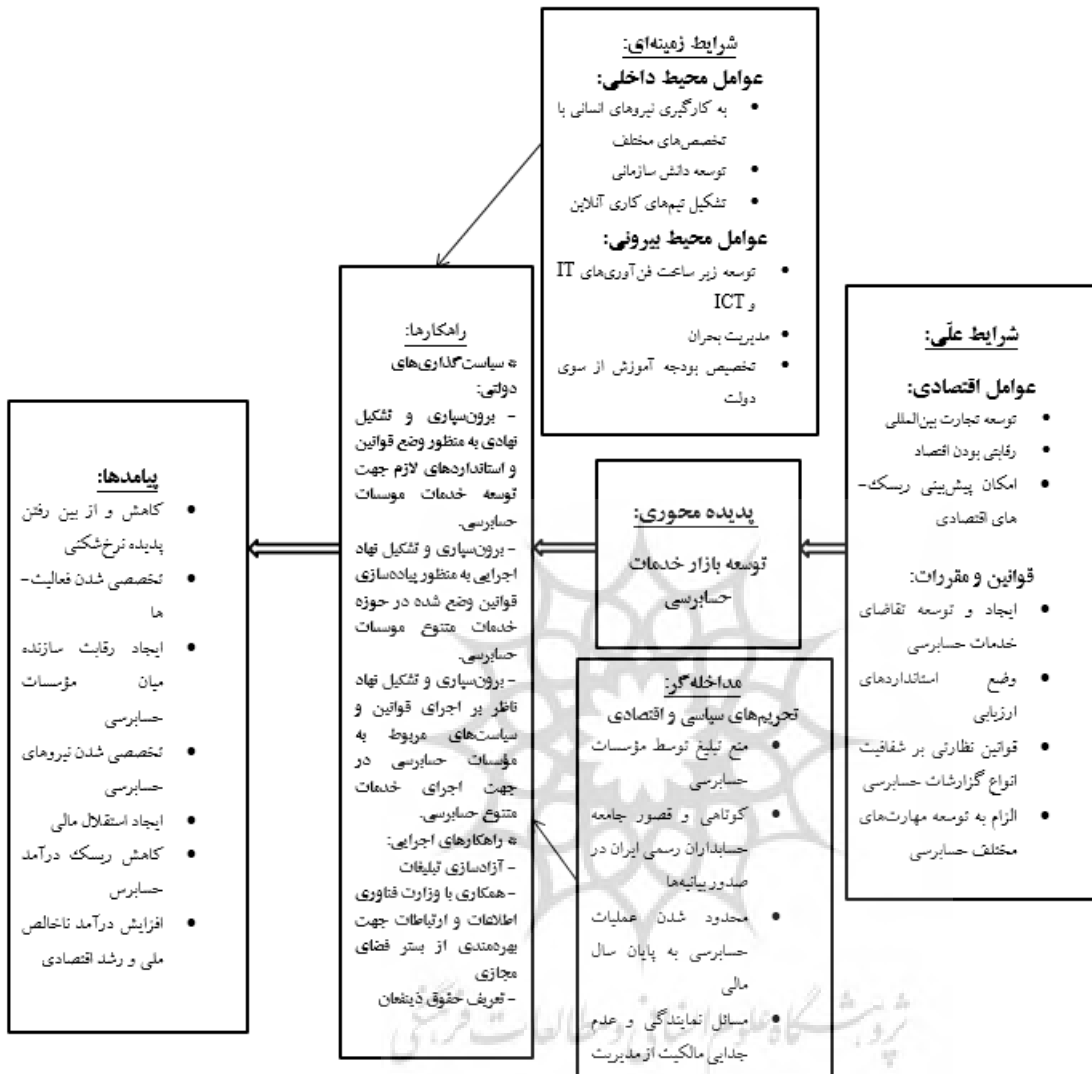 شرایط زمینه‌ای:
عوامل محیط داخلی:
• به کارگیری نیروهای انسانی با
تخصص‌های مختلف
• توسعه دانش سازمانی
• تشکیل تیم‌های کاری آنلاین
عوامل محیط بیرونی:
• توسعه زیر ساخت فن‌آوری‌های IT
و ICT
• مدیریت بحران
• تخصیص بودجه آموزش از سوی
دولت
شرایط علّی:
عوامل اقتصادی:
• توسعه تجارت بین‌المللی
• رقابتی بودن اقتصاد
• امکان پیش‌بینی ریسک-
های اقتصادی
قوانین و مقررات:
• ایجاد و توسعه تقاضای
خدمات حسابرسی
• وضع استانداردهای
ارزیابی
• قوانین نظارتی بر شفافیت
انواع گزارشات حسابرسی
• الزام به توسعه مهارت‌های
مختلف حسابرسی
پدیده محوری:
توسعه بازار خدمات
حسابرسی
مداخله‌گر:
تحریم‌های سیاسی و اقتصادی
• منع تبلیغ توسط مؤسسات
حسابرسی
• کوتاهی و قصور جامعه
حسابداران رسمی ایران در
صدور بیانیه‌ها
• محدود شدن عملیات
حسابرسی به پایان سال
مالی
• مسائل نمایندگی و عدم
جدایی مالکیت از مدیریت
راهکارها:
* سیاست‌گذاری‌های
دولتی:
- برون‌سپاری و تشکیل
نهادی به منظور وضع قوانین
و استانداردهای لازم جهت
توسعه خدمات موسسات
حسابرسی.
- برون‌سپاری و تشکیل نهاد
اجرایی به منظور پیاده‌سازی
قوانین وضع شده در حوزه
خدمات متنوع موسسات
حسابرسی.
- برون‌سپاری و تشکیل نهاد
ناظر بر اجرای قوانین و
سیاست‌های مربوط به
مؤسسات حسابرسی در
جهت اجرای خدمات
متنوع حسابرسی.
* راهکارهای اجرایی:
- آزادسازی تبلیغات
- همکاری با وزارت فناوری
اطلاعات و ارتباطات جهت
بهره‌مندی از بستر فضای
مجازی
- تعریف حقوق ذینفعان
پیامدها:
• کاهش و از بین رفتن
پدیده نرخ‌شکنی
• تخصصی شدن فعالیت-
ها
• ایجاد رقابت سازنده
میان مؤسسات
حسابرسی
• تخصصی شدن نیروهای
حسابرسی
• ایجاد استقلال مالی
• کاهش ریسک درآمد
حسابرس
• افزایش درآمد ناخالص
ملی و رشد اقتصادی
پژوهشگاه علوم انسانی و مطالعات فرهنگی